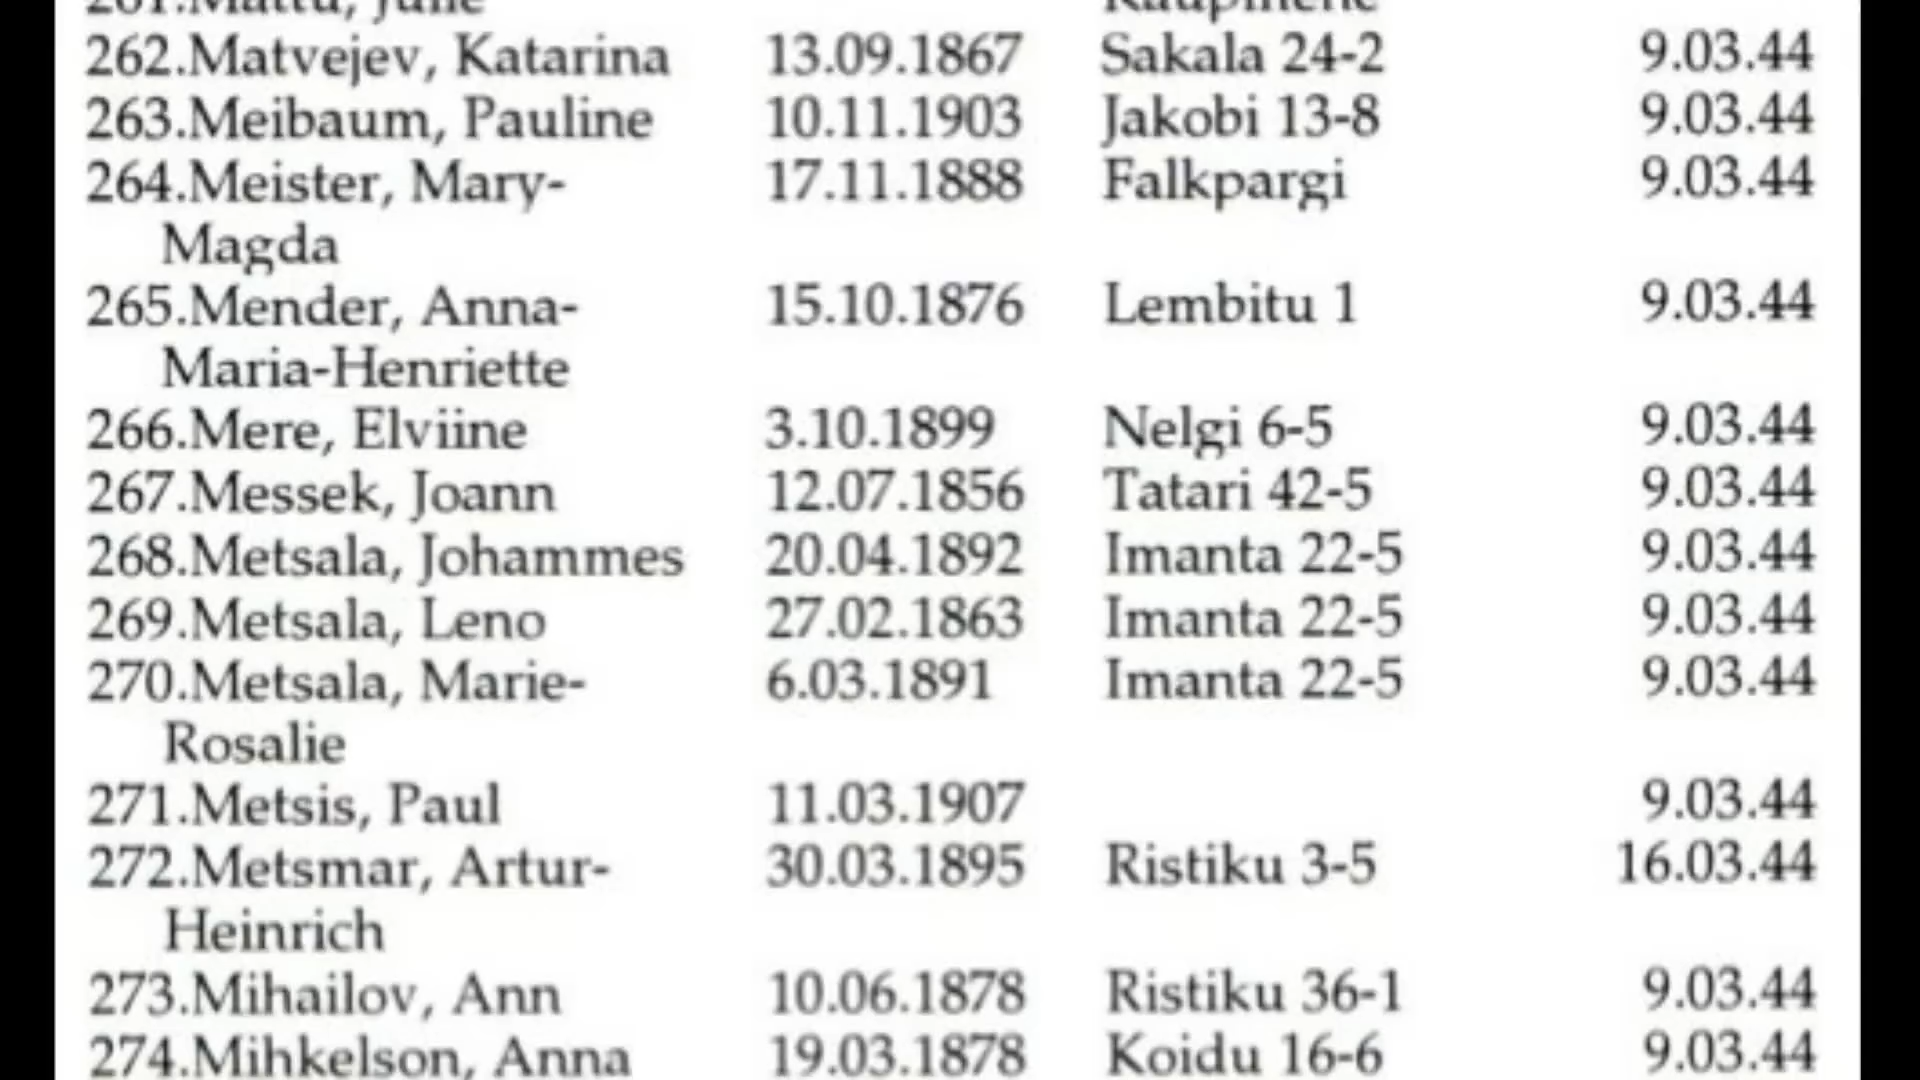 261.Mattu, Julie Kaupmehe
262.Matvejev, Katarina 13.09.1867 Sakala 24-2 9.03.44
263.Meibaum, Pauline 10.11.1903 Jakobi 13-8 9.03.44
264.Meister, Mary- 17.11.1888 Falkpargi 9.03.44
Magda
265.Mender, Anna- 15.10.1876 Lembitu 1 9.03.44
Maria-Henriette
266.Mere, Elviine 3.10.1899 Nelgi 6-5 9.03.44
267.Messek, Joann 12.07.1856 Tatari 42-5 9.03.44
268.Metsala, Johammes 20.04.1892 Imanta 22-5 9.03.44
269.Metsala, Leno 27.02.1863 Imanta 22-5 9.03.44
270.Metsala, Marie- 6.03.1891 Imanta 22-5 9.03.44
Rosalie
271.Metsis, Paul 11.03.1907 9.03.44
272.Metsmar, Artur- 30.03.1895 Ristiku 3-5 16.03.44
Heinrich
273.Mihailov, Ann 10.06.1878 Ristiku 36-1 9.03.44
274.Mihkelson, Anna 19.03.1878 Koidu 16-6 9.03.44